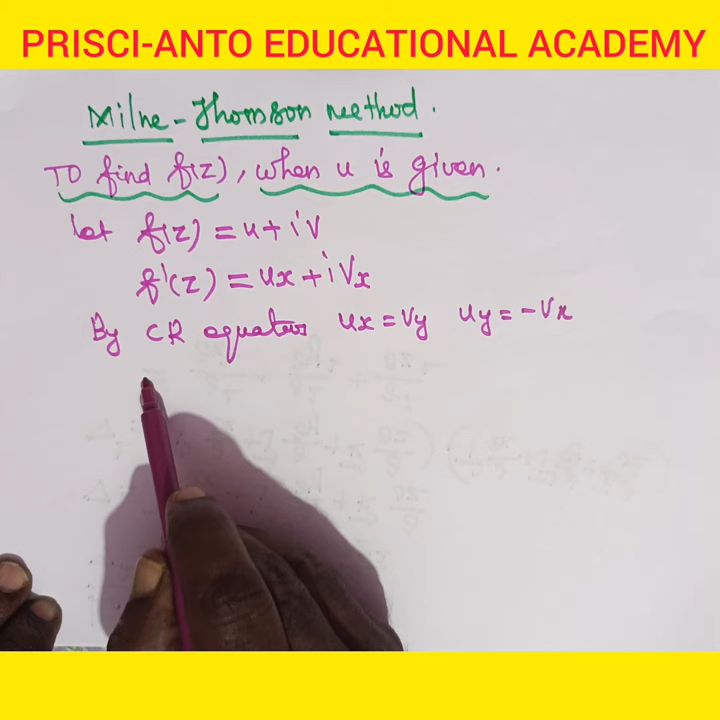 PRISCI-ANTO EDUCATIONAL ACADEMY
Milne-Thomson method.
To find f(z), when u is given.
let f(z) = u + iv
f'(z) = ux + iVx
By CR equation ux = Vy uy = -Vx